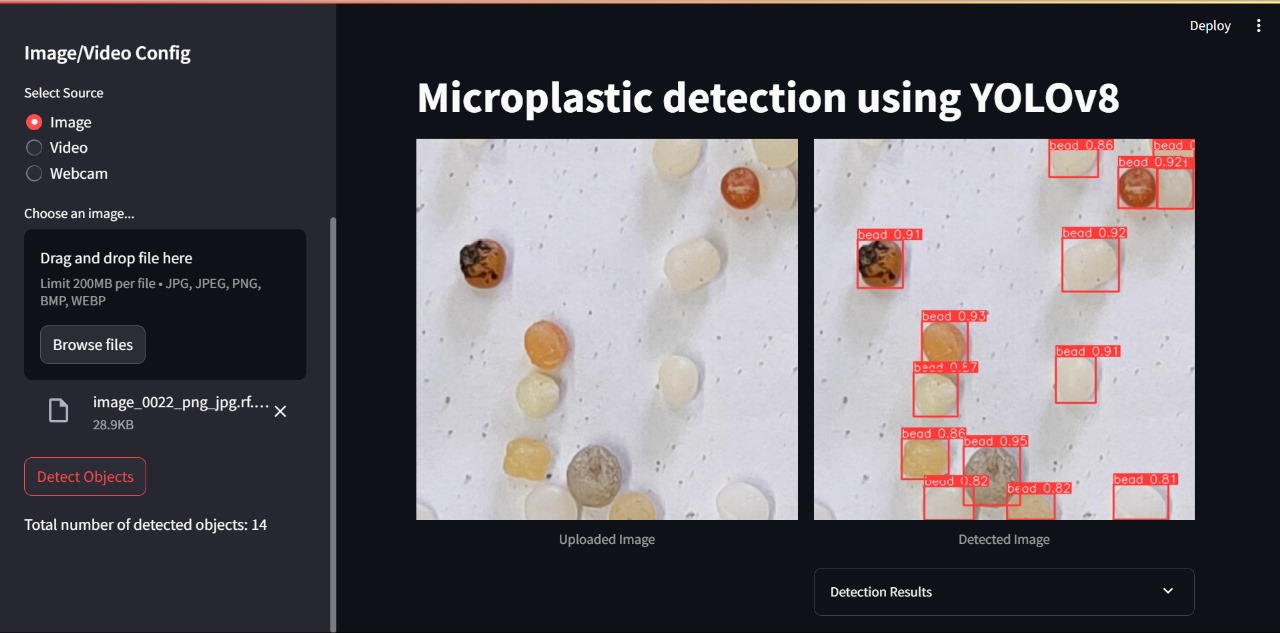 Deploy
Image/Video Config
Select Source
Image
Video
Webcam
Choose an image...
Drag and drop file here
Limit 200MB per file • JPG, JPEG, PNG,
BMP, WEBP
Browse files
image_0022_png_jpg.rf....
28.9KB
Detect Objects
Total number of detected objects: 14
Microplastic detection using YOLOv8
bead 0.86
bead
bead 0.92
bead 0.91
bead 0.92
bead 0.93
bead 0.87
bead 0.91
bead 0.86
bead 0.95
bead 0.82
bead 0.82
bead 0.81
Uploaded Image
Detected Image
Detection Results